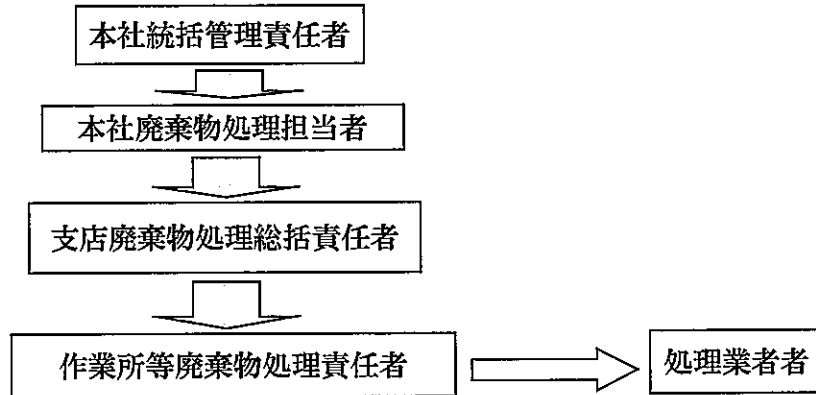 本社統括管理責任者
本社廃棄物処理担当者
支店廃棄物処理総括責任者
作業所等廃棄物処理責任者
処理業者者